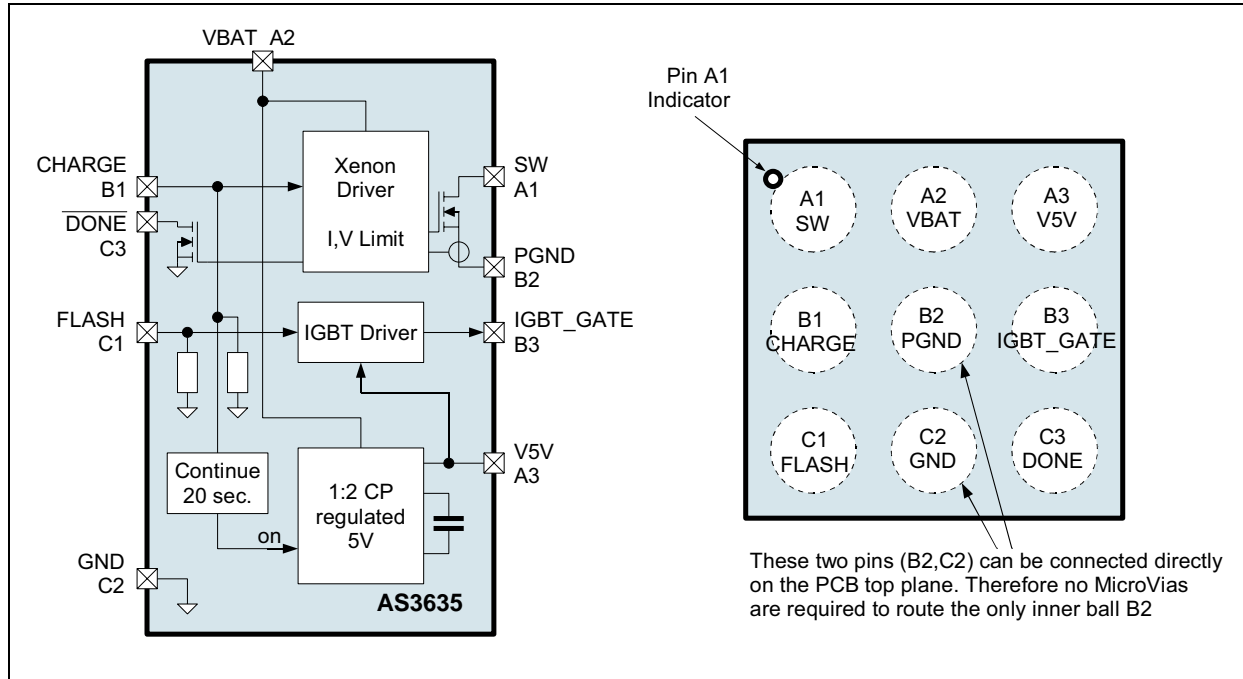 VBAT A2
CHARGE
B1
DONE
C3
FLASH
C1
GND
C2
Xenon
Driver
I,V Limit
IGBT Driver
Continue
20 sec.
on
1:2 CP
regulated
5V
AS3635
SW
A1
PGND
B2
IGBT_GATE
B3
V5V
A3
Pin A1
Indicator
A1
SW
A2
VBAT
A3
V5V
B1
CHARGE
B2
PGND
B3
IGBT_GATE
C1
FLASH
C2
GND
C3
DONE
These two pins (B2,C2) can be connected directly
on the PCB top plane. Therefore no MicroVias
are required to route the only inner ball B2